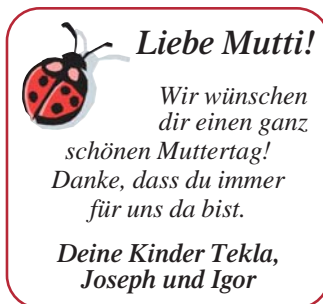 Liebe Mutti!
Wir wünschen
dir einen ganz
schönen Muttertag!
Danke, dass du immer
für uns da bist.
Deine Kinder Tekla,
Joseph und Igor